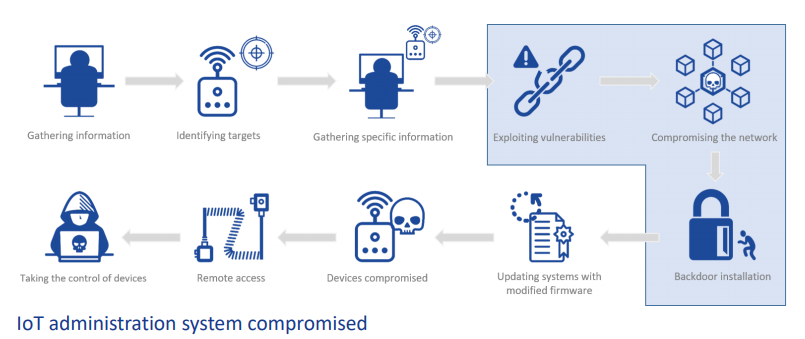 Gathering information
Identifying targets
Gathering specific information
Exploiting vulnerabilities
Compromising the network
Taking the control of devices
Remote access
Devices compromised
Updating systems with
modified firmware
Backdoor installation
IoT administration system compromised